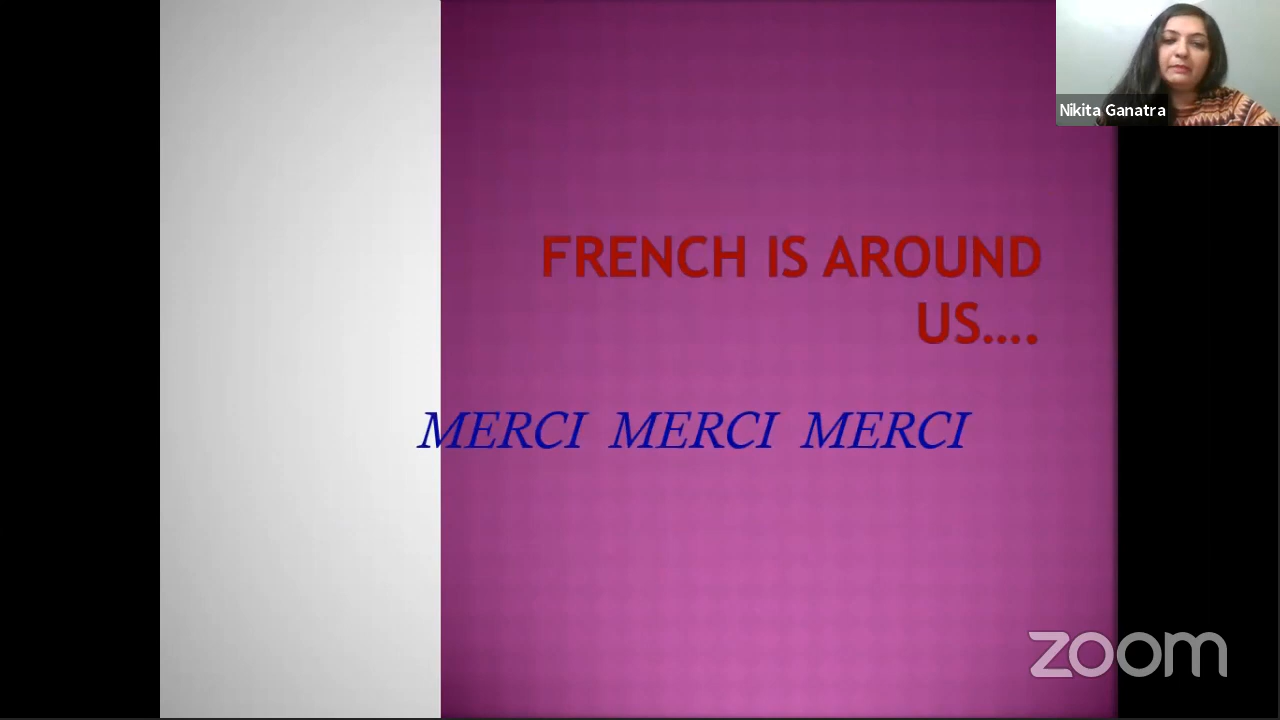 Nikita Ganatra
FRENCH IS AROUND
US....
MERCI MERCI MERCI
zoom